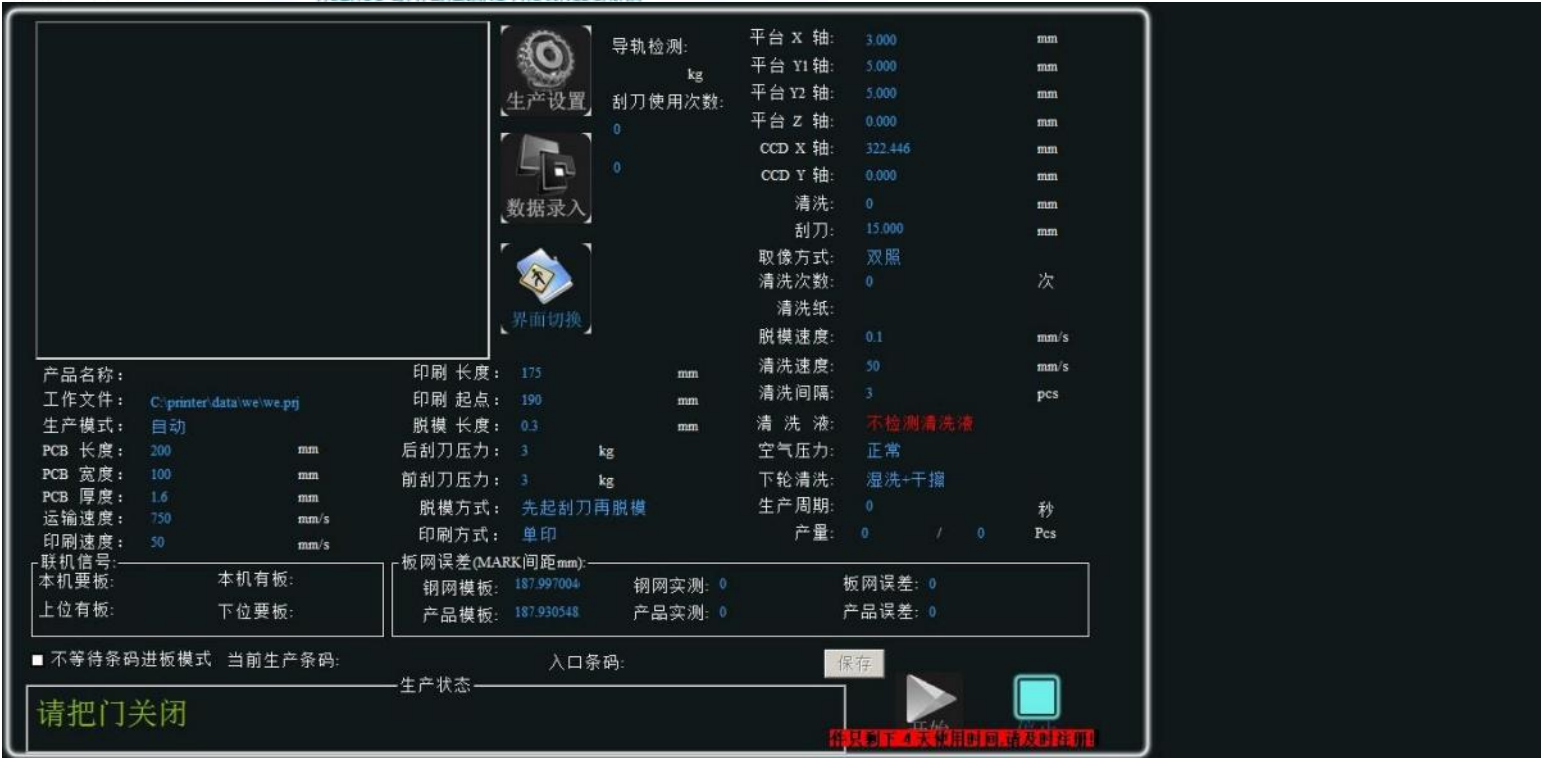 生产设置
数据录入
界面切换
导轨检测:
kg
刮刀使用次数:
0
0
平台 X 轴: 3.000 mm
平台 Y1 轴: 5.000 mm
平台 Y2 轴: 5.000 mm
平台 Z 轴: 0.000 mm
CCD X 轴: 322.446 mm
CCD Y 轴: 0.000 mm
清洗: 0 mm
刮刀: 15.000 mm
取像方式: 双照
清洗次数: 0 次
清洗纸:
脱模速度: 0.1 mm/s
清洗速度: 50 mm/s
清洗间隔: 3 pcs
清 洗 液: 不检测清洗液
空气压力: 正常
下轮清洗: 湿洗+干擦
生产周期: 0 秒
产量: 0 / 0 Pcs
产品名称:
工作文件: C:\printer\data\we\we.prj
生产模式: 自动
PCB 长度: 200 mm
PCB 宽度: 100 mm
PCB 厚度: 1.6 mm
运输速度: 750 mm/s
印刷速度: 50 mm/s
印刷 长度: 175 mm
印刷 起点: 190 mm
脱模 长度: 0.3 mm
后刮刀压力: 3 kg
前刮刀压力: 3 kg
脱模方式: 先起刮刀再脱模
印刷方式: 单印
联机信号:
本机要板: 本机有板:
上位有板: 下位要板:
板网误差(MARK间距mm):
钢网模板: 187.997004 钢网实测: 0 板网误差: 0
产品模板: 187.930548 产品实测: 0 产品误差: 0
不等待条码进板模式 当前生产条码: 入口条码: 保存
生产状态
请把门关闭
开始
件只剩下 4 天使用时间,请及时注册!